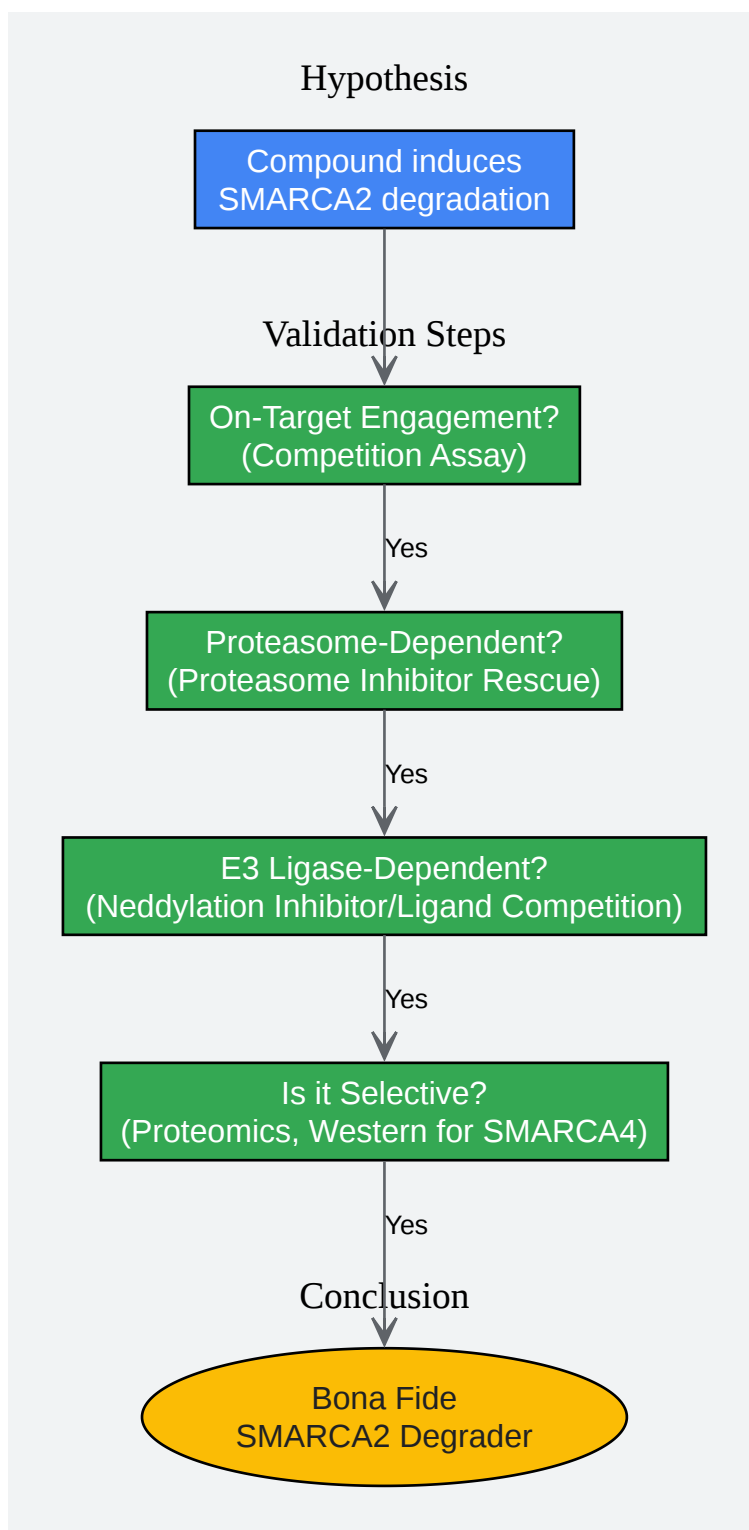 Hypothesis
Compound induces
SMARCA2 degradation
Validation Steps
On-Target Engagement?
(Competition Assay)
Yes
Proteasome-Dependent?
(Proteasome Inhibitor Rescue)
Yes
E3 Ligase-Dependent?
(Neddylation Inhibitor/Ligand Competition)
Yes
Is it Selective?
(Proteomics, Western for SMARCA4)
Yes
Conclusion
Bona Fide
SMARCA2 Degrader